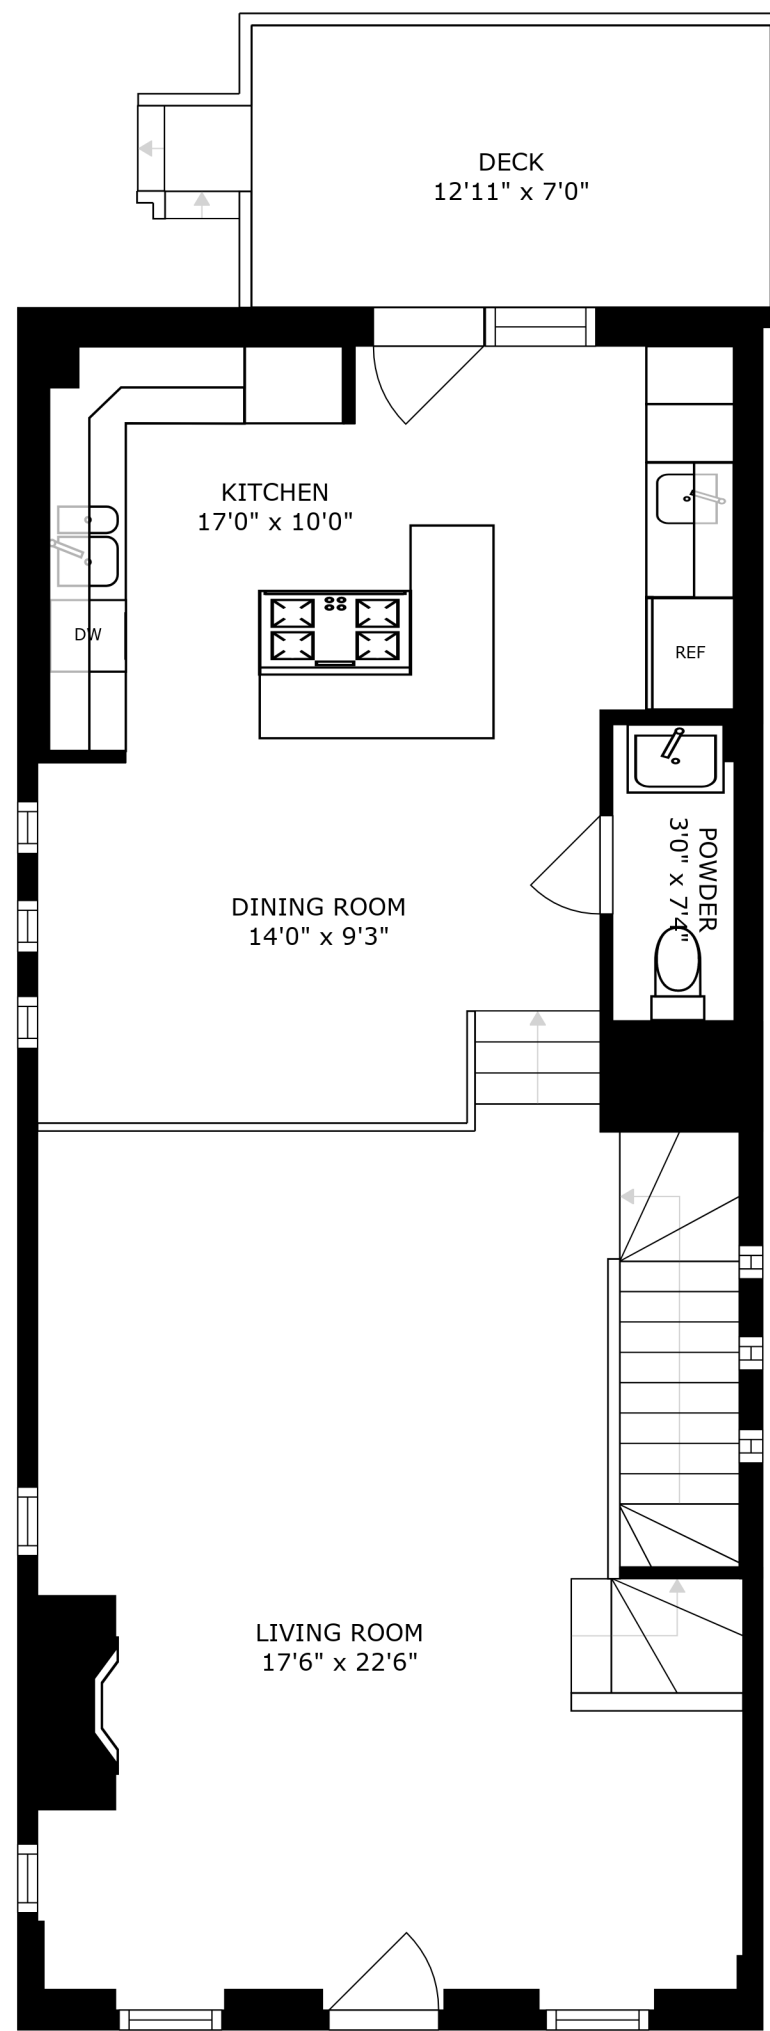 DECK
12'11" x 7'0"
KITCHEN
17'0" x 10'0"
DW
REF
POWDER
3'0" x 7'4"
DINING ROOM
14'0" x 9'3"
LIVING ROOM
17'6" x 22'6"